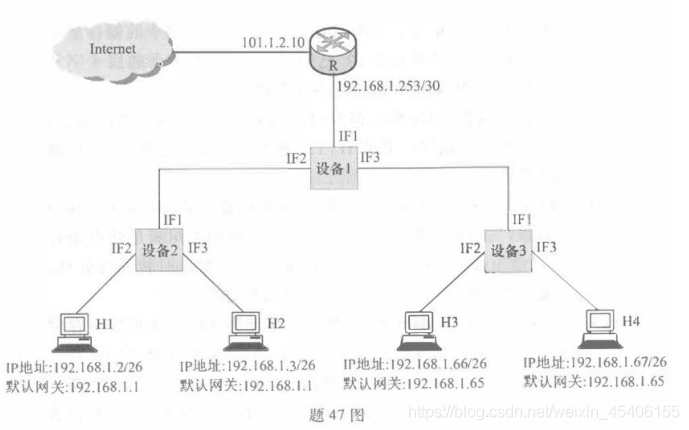 Internet
101.1.2.10
R
192.168.1.253/30
IF1
IF2
设备1
IF3
IF1
IF2
设备2
IF3
IF1
IF2
设备3
IF3
H1
H2
H3
H4
IP地址:192.168.1.2/26
默认网关:192.168.1.1
IP地址:192.168.1.3/26
默认网关:192.168.1.1
IP地址:192.168.1.66/26
默认网关:192.168.1.65
IP地址:192.168.1.67/26
默认网关:192.168.1.65
题 47 图
https://blog.csdn.net/weixin_45406155